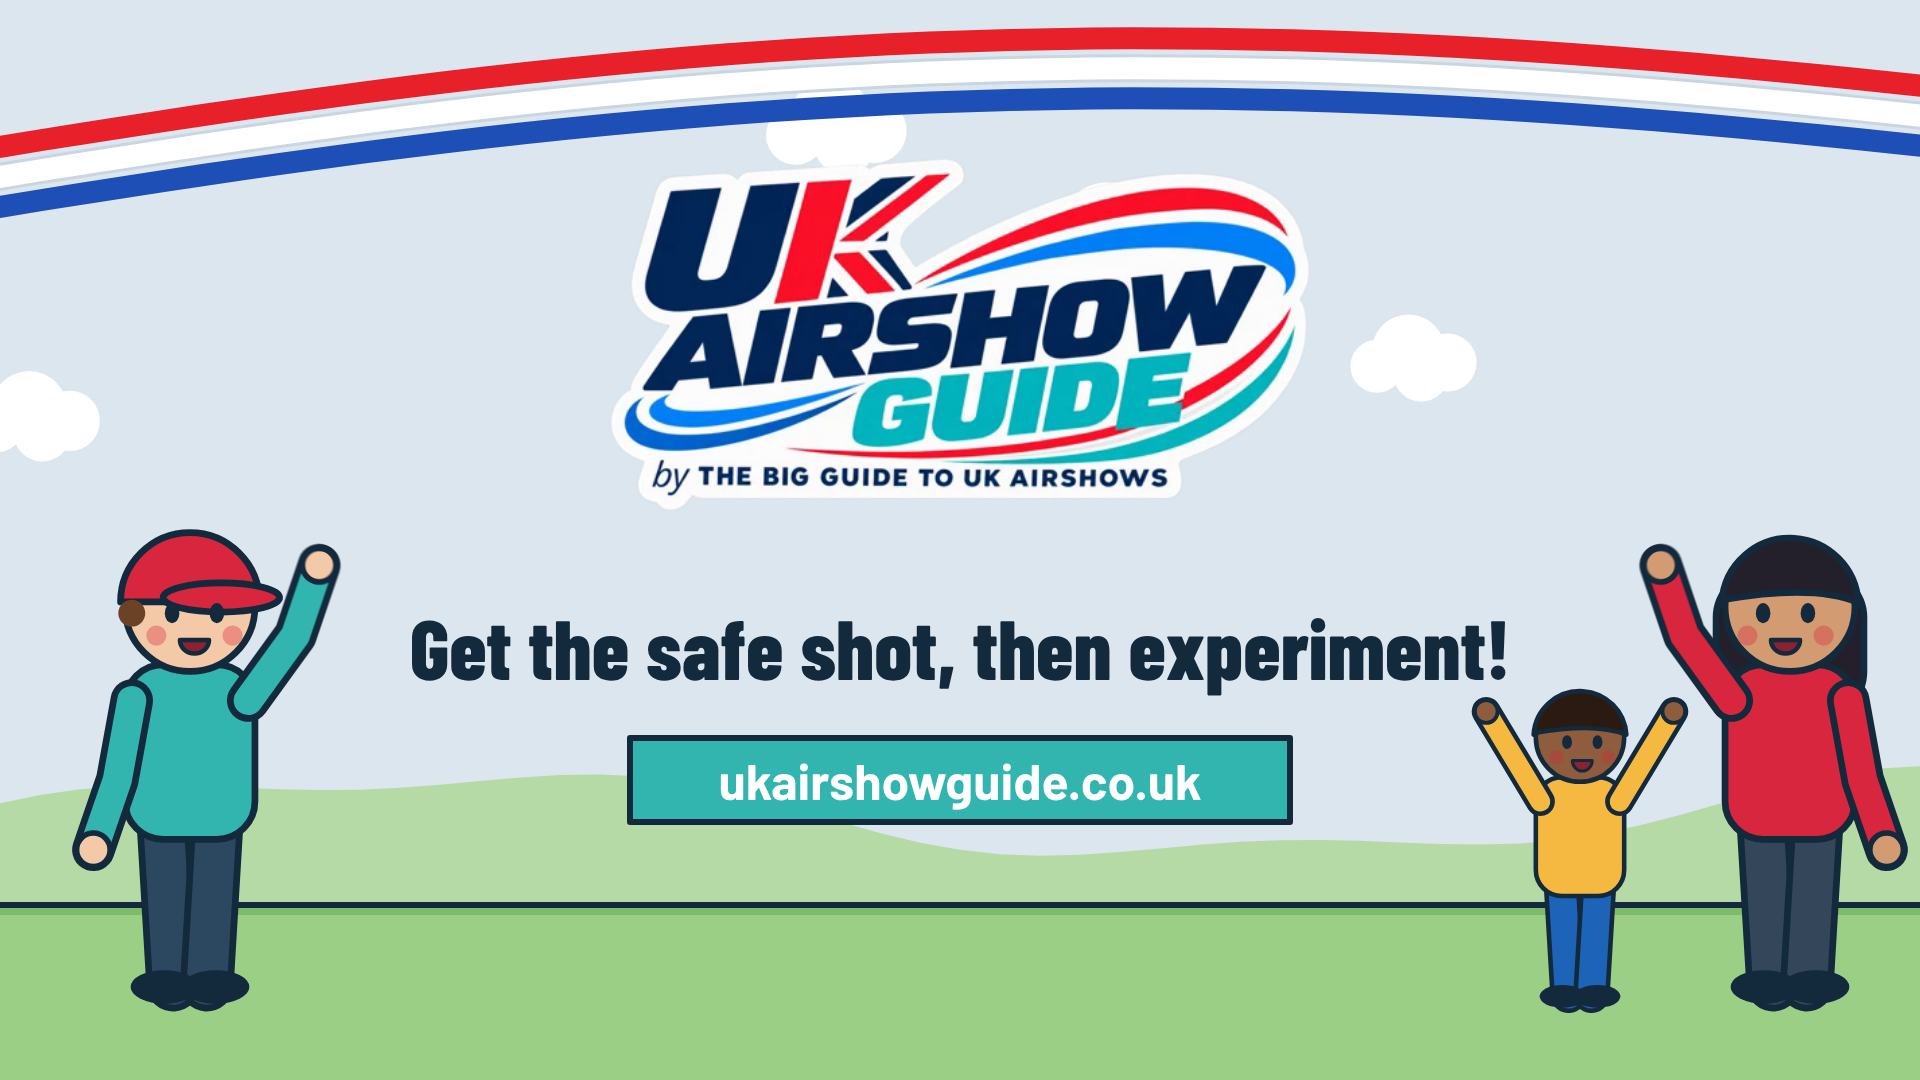 UK
AIRSHOW
GUIDE
by THE BIG GUIDE TO UK AIRSHOWS
Get the safe shot, then experiment!
ukairshowguide.co.uk